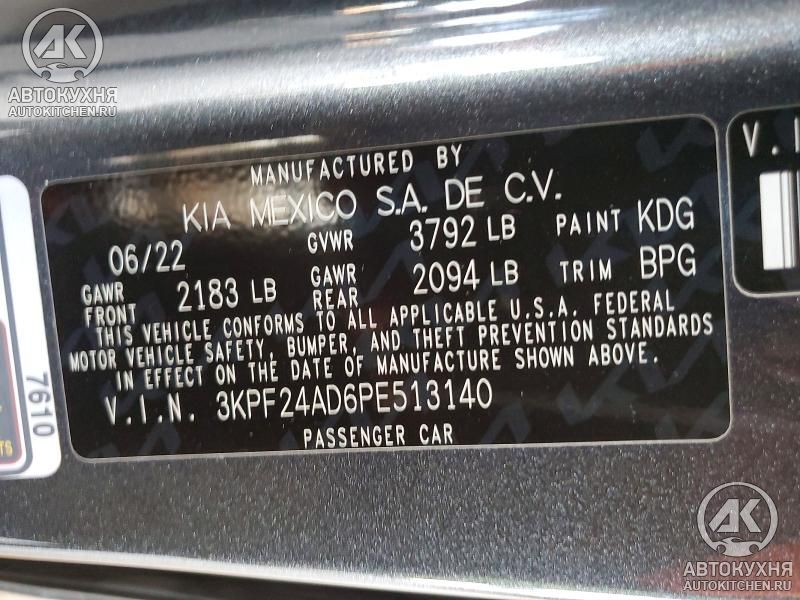 АК
АВТОКУХНЯ
AUTOKITCHEN.RU
MANUFACTURED BY
KIA MEXICO S.A. DE C.V.
06/22 GVWR 3792 LB PAINT KDG
GAWR FRONT 2183 LB GAWR REAR 2094 LB TRIM BPG
THIS VEHICLE CONFORMS TO ALL APPLICABLE U.S.A. FEDERAL
MOTOR VEHICLE SAFETY, BUMPER, AND THEFT PREVENTION STANDARDS
IN EFFECT ON THE DATE OF MANUFACTURE SHOWN ABOVE.
V.I.N. 3KPF24AD6PE513140
PASSENGER CAR
7610
V.I
АК
АВТОКУХНЯ
AUTOKITCHEN.RU